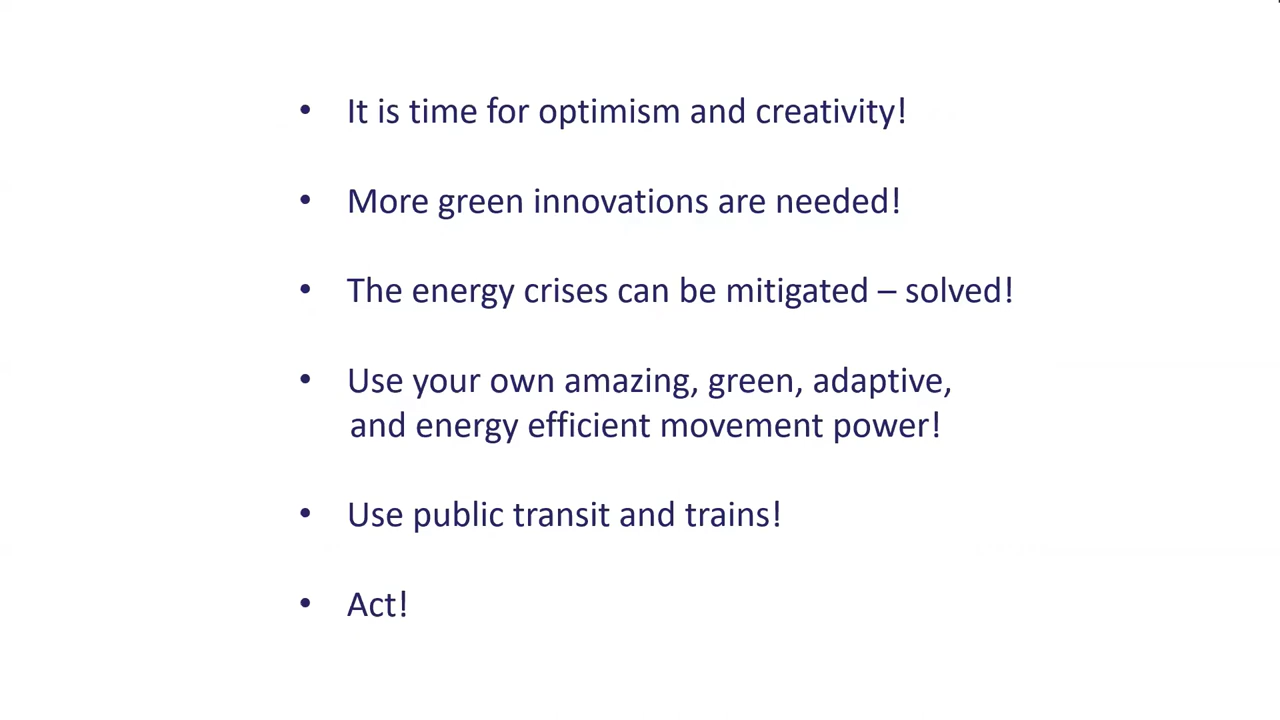 • It is time for optimism and creativity!
• More green innovations are needed!
• The energy crises can be mitigated – solved!
• Use your own amazing, green, adaptive,
and energy efficient movement power!
• Use public transit and trains!
• Act!